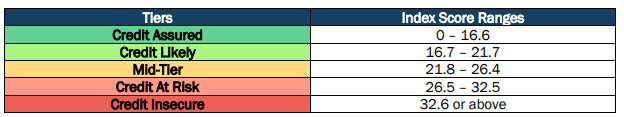 Tiers Index Score Ranges
Credit Assured 0 – 16.6
Credit Likely 16.7 – 21.7
Mid-Tier 21.8 – 26.4
Credit At Risk 26.5 – 32.5
Credit Insecure 32.6 or above